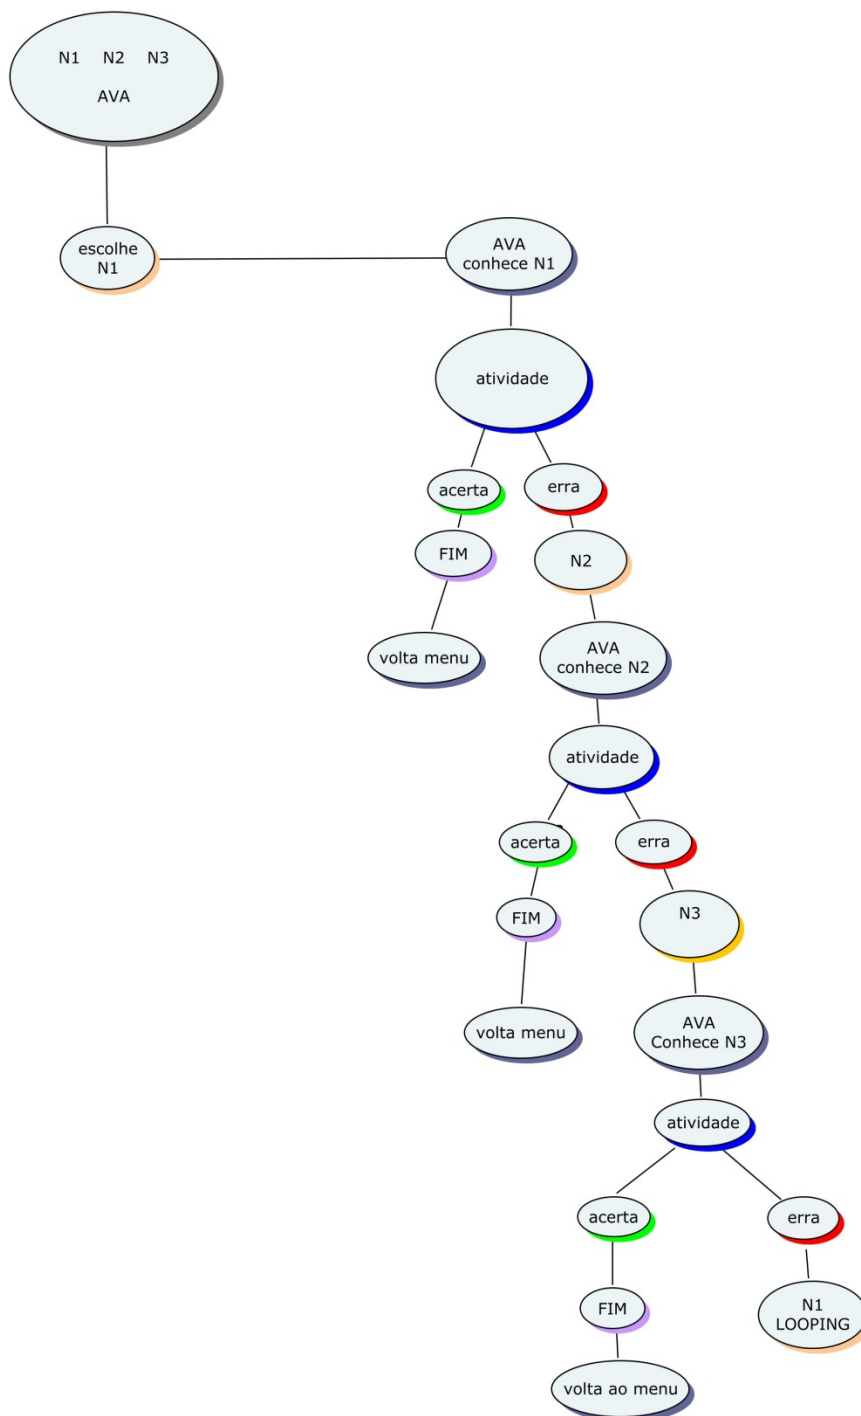 N1 N2 N3
AVA
escolhe
N1
AVA
conhece N1
atividade
acerta
erra
FIM
N2
volta menu
AVA
conhece N2
atividade
acerta
erra
FIM
N3
volta menu
AVA
Conhece N3
atividade
acerta
erra
FIM
N1
LOOPING
volta ao menu